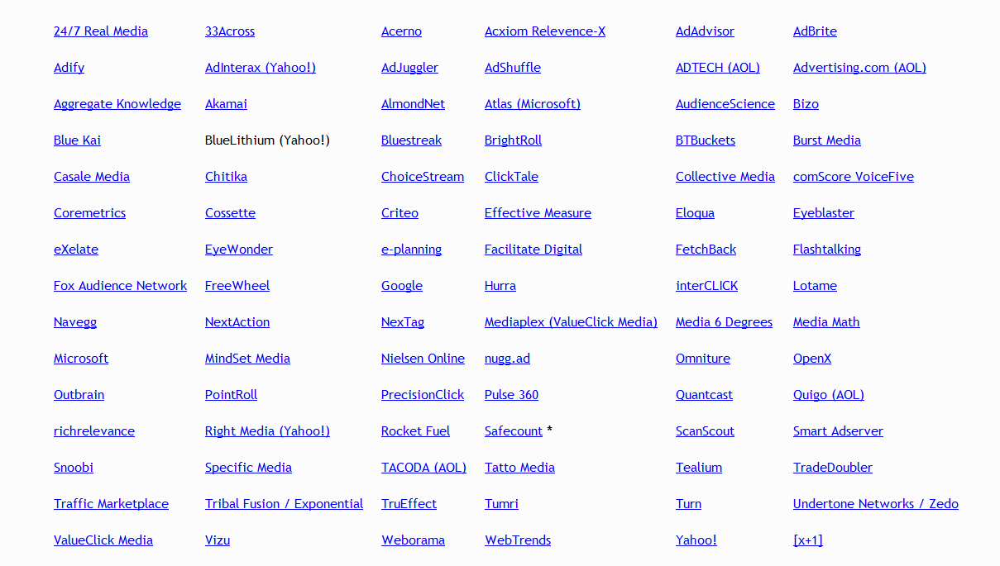 24/7 Real Media 33Across Acerno Acxiom Relevence-X AdAdvisor AdBrite
Adify AdInterax (Yahoo!) AdJuggler AdShuffle ADTECH (AOL) Advertising.com (AOL)
Aggregate Knowledge Akamai AlmondNet Atlas (Microsoft) AudienceScience Bizo
Blue Kai BlueLithium (Yahoo!) Bluestreak BrightRoll BTBuckets Burst Media
Casale Media Chitika ChoiceStream ClickTale Collective Media comScore VoiceFive
Coremetrics Cossette Criteo Effective Measure Eloqua Eyeblaster
eXelate EyeWonder e-planning Facilitate Digital FetchBack Flashtalking
Fox Audience Network FreeWheel Google Hurra interCLICK Lotame
Navegg NextAction NexTag Mediaplex (ValueClick Media) Media 6 Degrees Media Math
Microsoft MindSet Media Nielsen Online nugg.ad Omniture OpenX
Outbrain PointRoll PrecisionClick Pulse 360 Quantcast Quigo (AOL)
richrelevance Right Media (Yahoo!) Rocket Fuel Safecount * ScanScout Smart Adserver
Snoobi Specific Media TACODA (AOL) Tatto Media Tealium TradeDoubler
Traffic Marketplace Tribal Fusion / Exponential TruEffect Tumri Turn Undertone Networks / Zedo
ValueClick Media Vizu Weborama WebTrends Yahoo! [x+1]